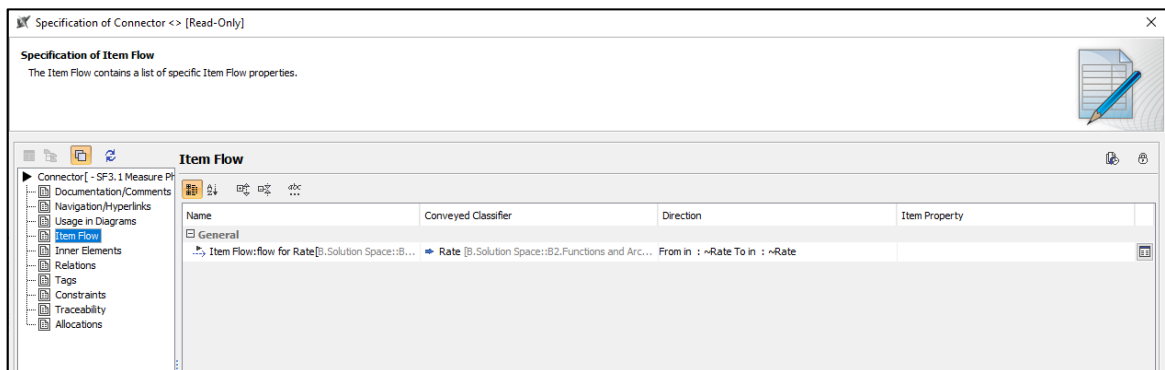 Specification of Connector <> [Read-Only]
Specification of Item Flow
The Item Flow contains a list of specific Item Flow properties.
Item Flow
Connector[ - SF3.1 Measure Ph
Documentation/Comments
Navigation/Hyperlinks
Usage in Diagrams
Item Flow
Inner Elements
Relations
Tags
Constraints
Traceability
Allocations
Name Conveyed Classifier Direction Item Property
General
Item Flow:flow for Rate[B.Solution Space::B... Rate [B.Solution Space::B2.Functions and Arc... From in : ~Rate To in : ~Rate